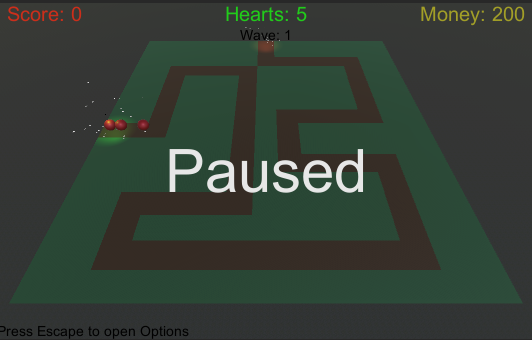 Score: 0
Hearts: 5
Money: 200
Wave: 1
Paused
Press Escape to open Options